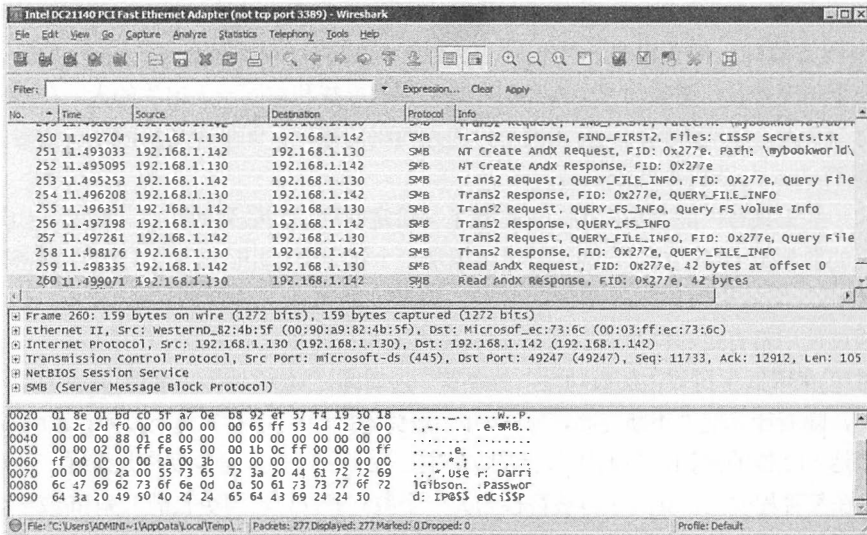 Intel DC21140 PCI Fast Ethernet Adapter (not tcp port 3389) - Wireshark
File Edit View Go Capture Analyze Statistics Telephony Tools Help
Filter: Expression... Clear Apply
No. Time Source Destination Protocol Info
250 11.492704 192.168.1.130 192.168.1.142 SMB Trans2 Response, FIND_FIRST2, Files: CISSP Secrets.txt
251 11.493033 192.168.1.142 192.168.1.130 SMB NT Create AndX Request, FID: 0x277e, Path: \mybookworld\
252 11.495095 192.168.1.130 192.168.1.142 SMB NT Create AndX Response, FID: 0x277e
253 11.495253 192.168.1.142 192.168.1.130 SMB Trans2 Request, QUERY_FILE_INFO, FID: 0x277e, Query File
254 11.496208 192.168.1.130 192.168.1.142 SMB Trans2 Response, FID: 0x277e, QUERY_FILE_INFO
255 11.496351 192.168.1.142 192.168.1.130 SMB Trans2 Request, QUERY_FS_INFO, Query FS Volume Info
256 11.497198 192.168.1.130 192.168.1.142 SMB Trans2 Response, QUERY_FS_INFO
257 11.497281 192.168.1.142 192.168.1.130 SMB Trans2 Request, QUERY_FILE_INFO, FID: 0x277e, Query File
258 11.498176 192.168.1.130 192.168.1.142 SMB Trans2 Response, FID: 0x277e, QUERY_FILE_INFO
259 11.498335 192.168.1.142 192.168.1.130 SMB Read AndX Request, FID: 0x277e, 42 bytes at offset 0
260 11.499071 192.168.1.130 192.168.1.142 SMB Read AndX Response, FID: 0x277e, 42 bytes
Frame 260: 159 bytes on wire (1272 bits), 159 bytes captured (1272 bits)
Ethernet II, Src: WesternD_82:4b:5f (00:90:a9:82:4b:5f), Dst: Microsof_ec:73:6c (00:03:ff:ec:73:6c)
Internet Protocol, Src: 192.168.1.130 (192.168.1.130), Dst: 192.168.1.142 (192.168.1.142)
Transmission Control Protocol, Src Port: microsoft-ds (445), Dst Port: 49247 (49247), Seq: 11733, Ack: 12912, Len: 105
NetBIOS Session Service
SMB (Server Message Block Protocol)
0020 01 8e 01 bd c0 5f a7 0e b8 92 ef 57 f4 19 50 18 ....._.. ...W..P.
0030 10 2c 2d f0 00 00 00 00 00 65 ff 53 4d 42 2e 00 .,-..... .e.SMB..
0040 00 00 00 88 01 c8 00 00 00 00 00 00 00 00 00 00 ........ ........
0050 00 00 02 00 ff fe 65 00 00 1b 0c ff 00 00 00 ff ......e. ........
0060 ff 00 00 00 00 2a 00 3b 00 00 00 00 00 00 00 00 .....*.; ........
0070 00 00 00 2a 00 55 73 65 72 3a 20 44 61 72 72 69 ...*.Use r: Darri
0080 6c 47 69 62 73 6f 6e 0d 0a 50 61 73 73 77 6f 72 lGibson. .Passwor
0090 64 3a 20 49 50 40 24 24 65 64 43 69 24 24 50 d: IP@$$ edCi$$P
File: "C:\Users\ADMINI~1\AppData\Local\Temp\... Packets: 277 Displayed: 277 Marked: 0 Dropped: 0 Profile: Default